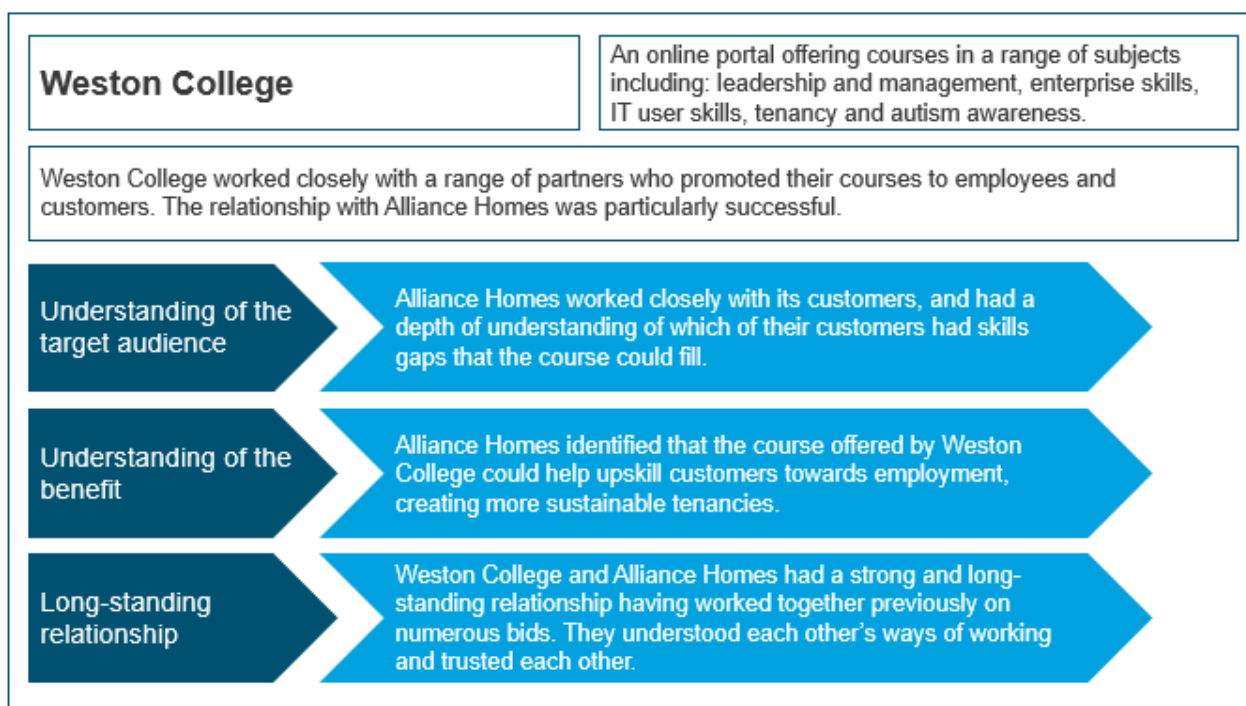 Weston College
An online portal offering courses in a range of subjects
including: leadership and management, enterprise skills,
IT user skills, tenancy and autism awareness.
Weston College worked closely with a range of partners who promoted their courses to employees and
customers. The relationship with Alliance Homes was particularly successful.
Understanding of the
target audience
Alliance Homes worked closely with its customers, and had a
depth of understanding of which of their customers had skills
gaps that the course could fill.
Understanding of the
benefit
Alliance Homes identified that the course offered by Weston
College could help upskill customers towards employment,
creating more sustainable tenancies.
Long-standing
relationship
Weston College and Alliance Homes had a strong and long-
standing relationship having worked together previously on
numerous bids. They understood each other’s ways of working
and trusted each other.